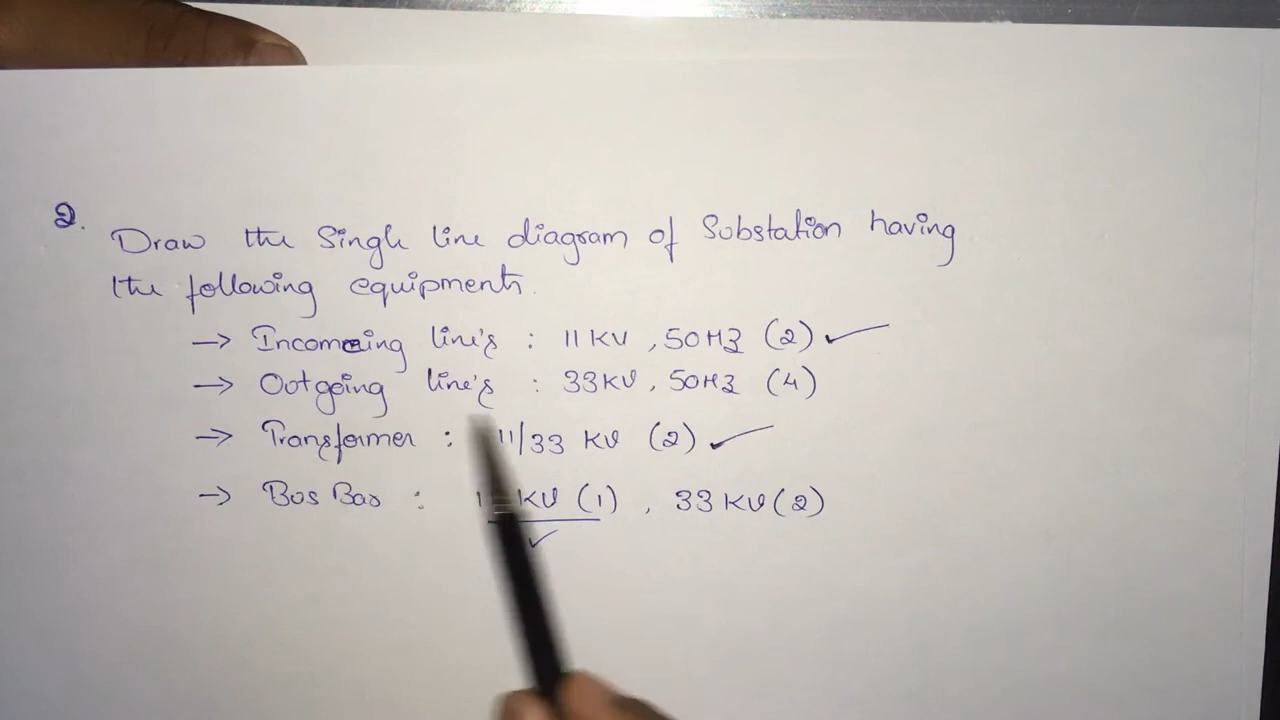 2. Draw the Single line diagram of Substation having
the following equipments.
→ Incomeing line's : 11 KV , 50 Hz (2) ✓
→ Outgoing line's : 33 KV , 50 Hz (4)
→ Transformer : 11/33 KV (2) ✓
→ Bus Bar : KV (1) , 33 KV (2)
✓